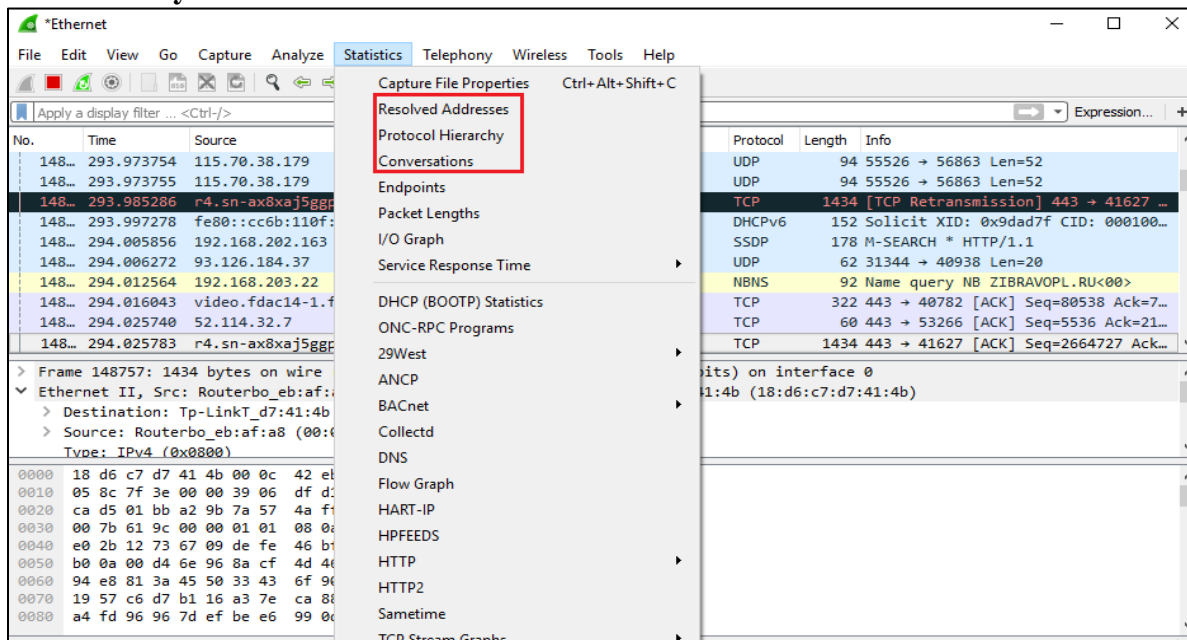 *Ethernet
File Edit View Go Capture Analyze Statistics Telephony Wireless Tools Help
Apply a display filter ... <Ctrl-/>
Expression... +
Capture File Properties Ctrl+Alt+Shift+C
Resolved Addresses
Protocol Hierarchy
Conversations
Endpoints
Packet Lengths
I/O Graph
Service Response Time
DHCP (BOOTP) Statistics
ONC-RPC Programs
29West
ANCP
BACnet
Collectd
DNS
Flow Graph
HART-IP
HPFEEDS
HTTP
HTTP2
Sametime
TCP Stream Graphs
No. Time Source Protocol Length Info
148… 293.973754 115.70.38.179 UDP 94 55526 → 56863 Len=52
148… 293.973755 115.70.38.179 UDP 94 55526 → 56863 Len=52
148… 293.985286 r4.sn-ax8xaj5ggp TCP 1434 [TCP Retransmission] 443 → 41627 …
148… 293.997278 fe80::cc6b:110f: DHCPv6 152 Solicit XID: 0x9dad7f CID: 000100…
148… 294.005856 192.168.202.163 SSDP 178 M-SEARCH * HTTP/1.1
148… 294.006272 93.126.184.37 UDP 62 31344 → 40938 Len=20
148… 294.012564 192.168.203.22 NBNS 92 Name query NB ZIBRAVOPL.RU<00>
148… 294.016043 video.fdac14-1.f TCP 322 443 → 40782 [ACK] Seq=80538 Ack=7…
148… 294.025740 52.114.32.7 TCP 60 443 → 53266 [ACK] Seq=5536 Ack=21…
148… 294.025783 r4.sn-ax8xaj5ggp TCP 1434 443 → 41627 [ACK] Seq=2664727 Ack…
Frame 148757: 1434 bytes on wire its) on interface 0
Ethernet II, Src: Routerbo_eb:af: 41:4b (18:d6:c7:d7:41:4b)
Destination: Tp-LinkT_d7:41:4b
Source: Routerbo_eb:af:a8 (00:
Type: IPv4 (0x0800)
0000 18 d6 c7 d7 41 4b 00 0c 42
0010 05 8c 7f 3e 00 00 39 06 df
0020 ca d5 01 bb a2 9b 7a 57 4a
0030 00 7b 61 9c 00 00 01 01 08
0040 e0 2b 12 73 67 09 de fe 46
0050 b0 0a 00 d4 6e 96 8a cf 4d
0060 94 e8 81 3a 45 50 33 43 6f
0070 19 57 c6 d7 b1 16 a3 7e ca
0080 a4 fd 96 96 7d ef be e6 99